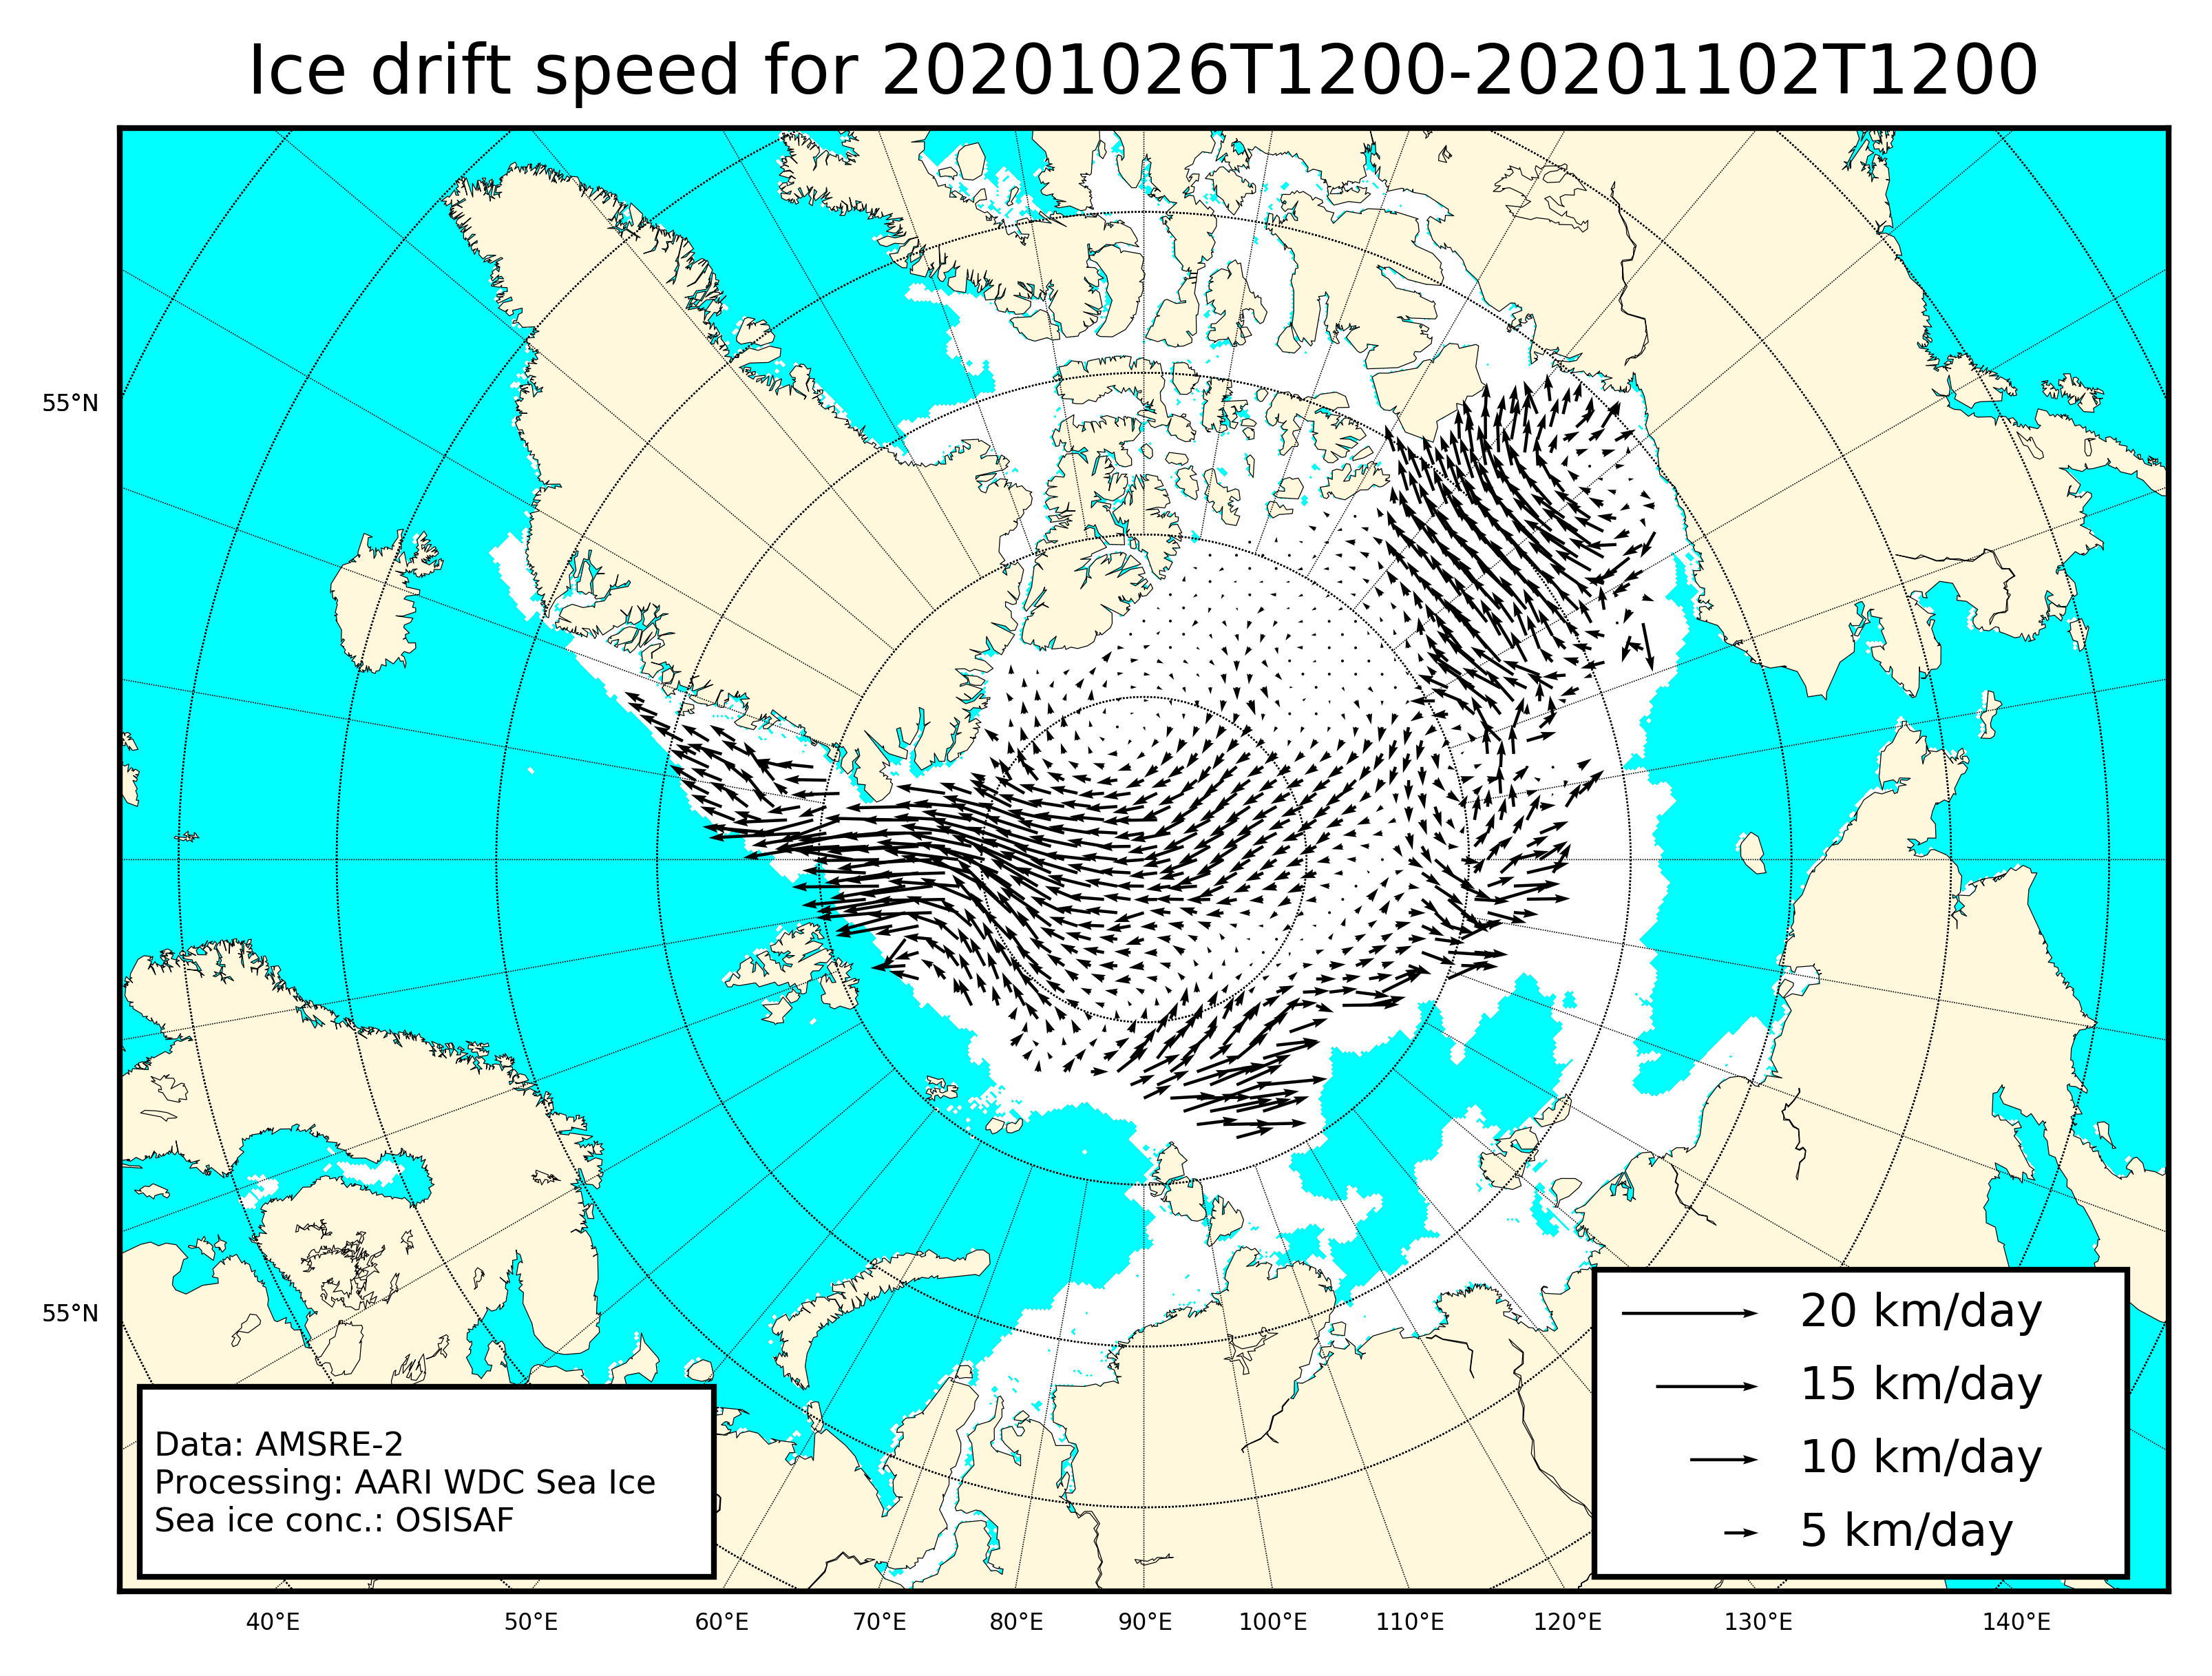 Ice drift speed for 20201026T1200-20201102T1200
55°N
55°N
20 km/day
15 km/day
10 km/day
5 km/day
Data: AMSRE-2
Processing: AARI WDC Sea Ice
Sea ice conc.: OSISAF
40°E 50°E 60°E 70°E 80°E 90°E 100°E 110°E 120°E 130°E 140°E